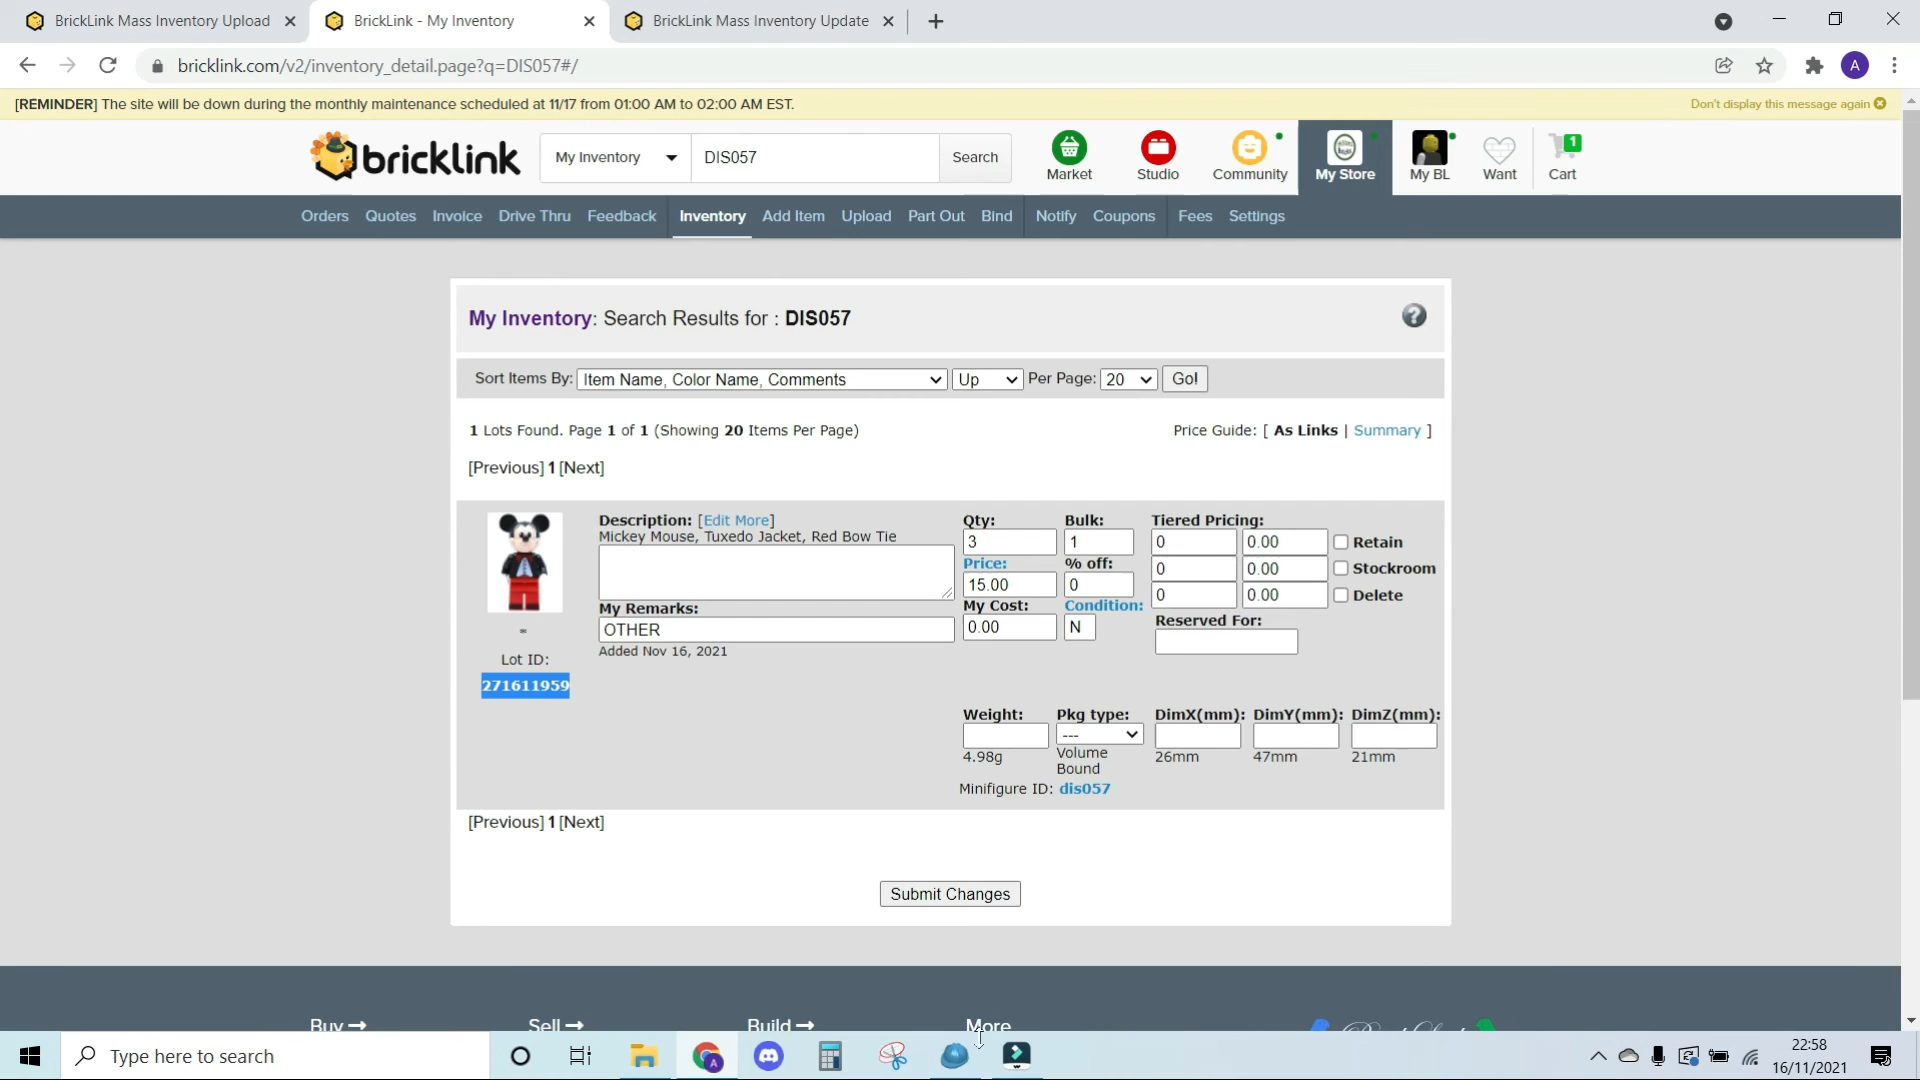 BrickLink Mass Inventory Upload
BrickLink - My Inventory
BrickLink Mass Inventory Update
bricklink.com/v2/inventory_detail.page?q=DIS057#/
A
[REMINDER] The site will be down during the monthly maintenance scheduled at 11/17 from 01:00 AM to 02:00 AM EST.
Don't display this message again
bricklink
My Inventory
DIS057
Search
Market
Studio
Community
My Store
My BL
Want
1
Cart
Orders Quotes Invoice Drive Thru Feedback Inventory Add Item Upload Part Out Bind Notify Coupons Fees Settings
My Inventory: Search Results for : DIS057
?
Sort Items By: Item Name, Color Name, Comments Up Per Page: 20 Go!
1 Lots Found. Page 1 of 1 (Showing 20 Items Per Page)
Price Guide: [ As Links | Summary ]
[Previous] 1 [Next]
*
Lot ID:
271611959
Description: [Edit More]
Mickey Mouse, Tuxedo Jacket, Red Bow Tie
My Remarks:
OTHER
Added Nov 16, 2021
Qty: Bulk: Tiered Pricing:
3 1 0 0.00 Retain
Price: % off:
15.00 0 0 0.00 Stockroom
My Cost: Condition:
0.00 N 0 0.00 Delete
Reserved For:
Weight: Pkg type: DimX(mm): DimY(mm): DimZ(mm):
---
4.98g Volume Bound 26mm 47mm 21mm
Minifigure ID: dis057
[Previous] 1 [Next]
Submit Changes
Buy →
Sell →
Build →
More
Type here to search
22:58
16/11/2021